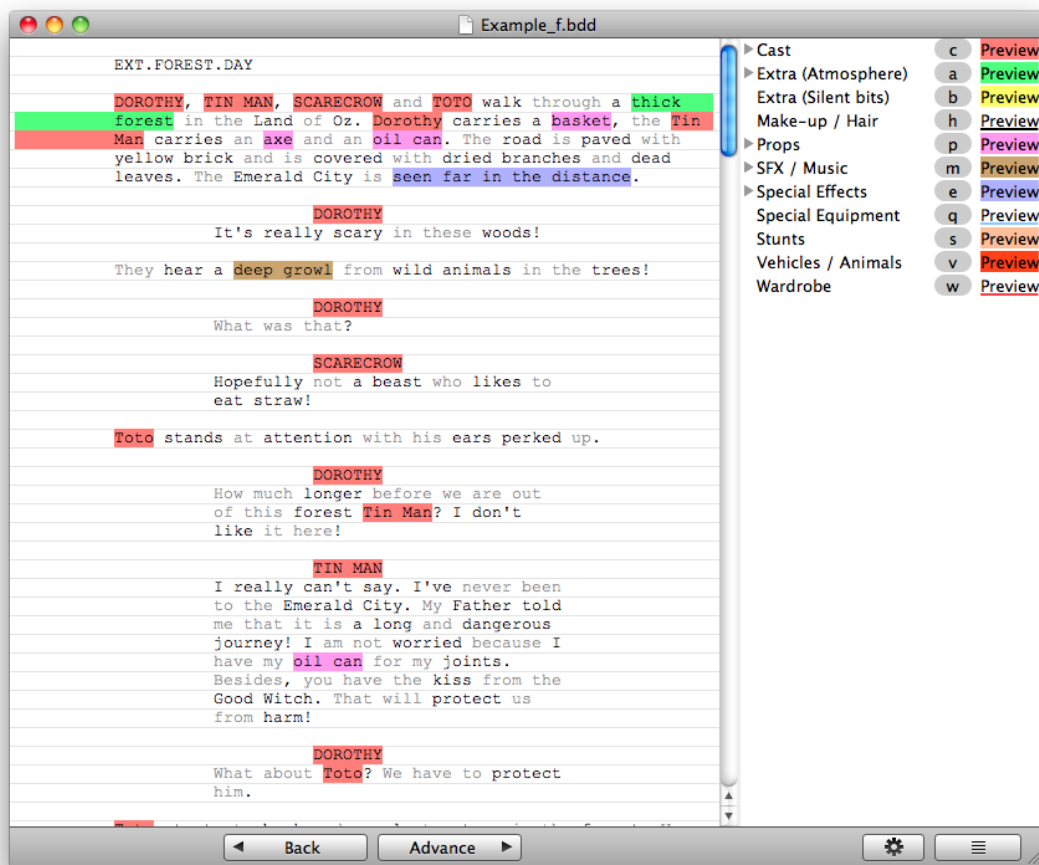 Example_f.bdd
EXT.FOREST.DAY
DOROTHY, TIN MAN, SCARECROW and TOTO walk through a thick
forest in the Land of Oz. Dorothy carries a basket, the Tin
Man carries an axe and an oil can. The road is paved with
yellow brick and is covered with dried branches and dead
leaves. The Emerald City is seen far in the distance.
DOROTHY
It's really scary in these woods!
They hear a deep growl from wild animals in the trees!
DOROTHY
What was that?
SCARECROW
Hopefully not a beast who likes to
eat straw!
Toto stands at attention with his ears perked up.
DOROTHY
How much longer before we are out
of this forest Tin Man? I don't
like it here!
TIN MAN
I really can't say. I've never been
to the Emerald City. My Father told
me that it is a long and dangerous
journey! I am not worried because I
have my oil can for my joints.
Besides, you have the kiss from the
Good Witch. That will protect us
from harm!
DOROTHY
What about Toto? We have to protect
him.
Cast c Preview
Extra (Atmosphere) a Preview
Extra (Silent bits) b Preview
Make-up / Hair h Preview
Props p Preview
SFX / Music m Preview
Special Effects e Preview
Special Equipment q Preview
Stunts s Preview
Vehicles / Animals v Preview
Wardrobe w Preview
Back
Advance